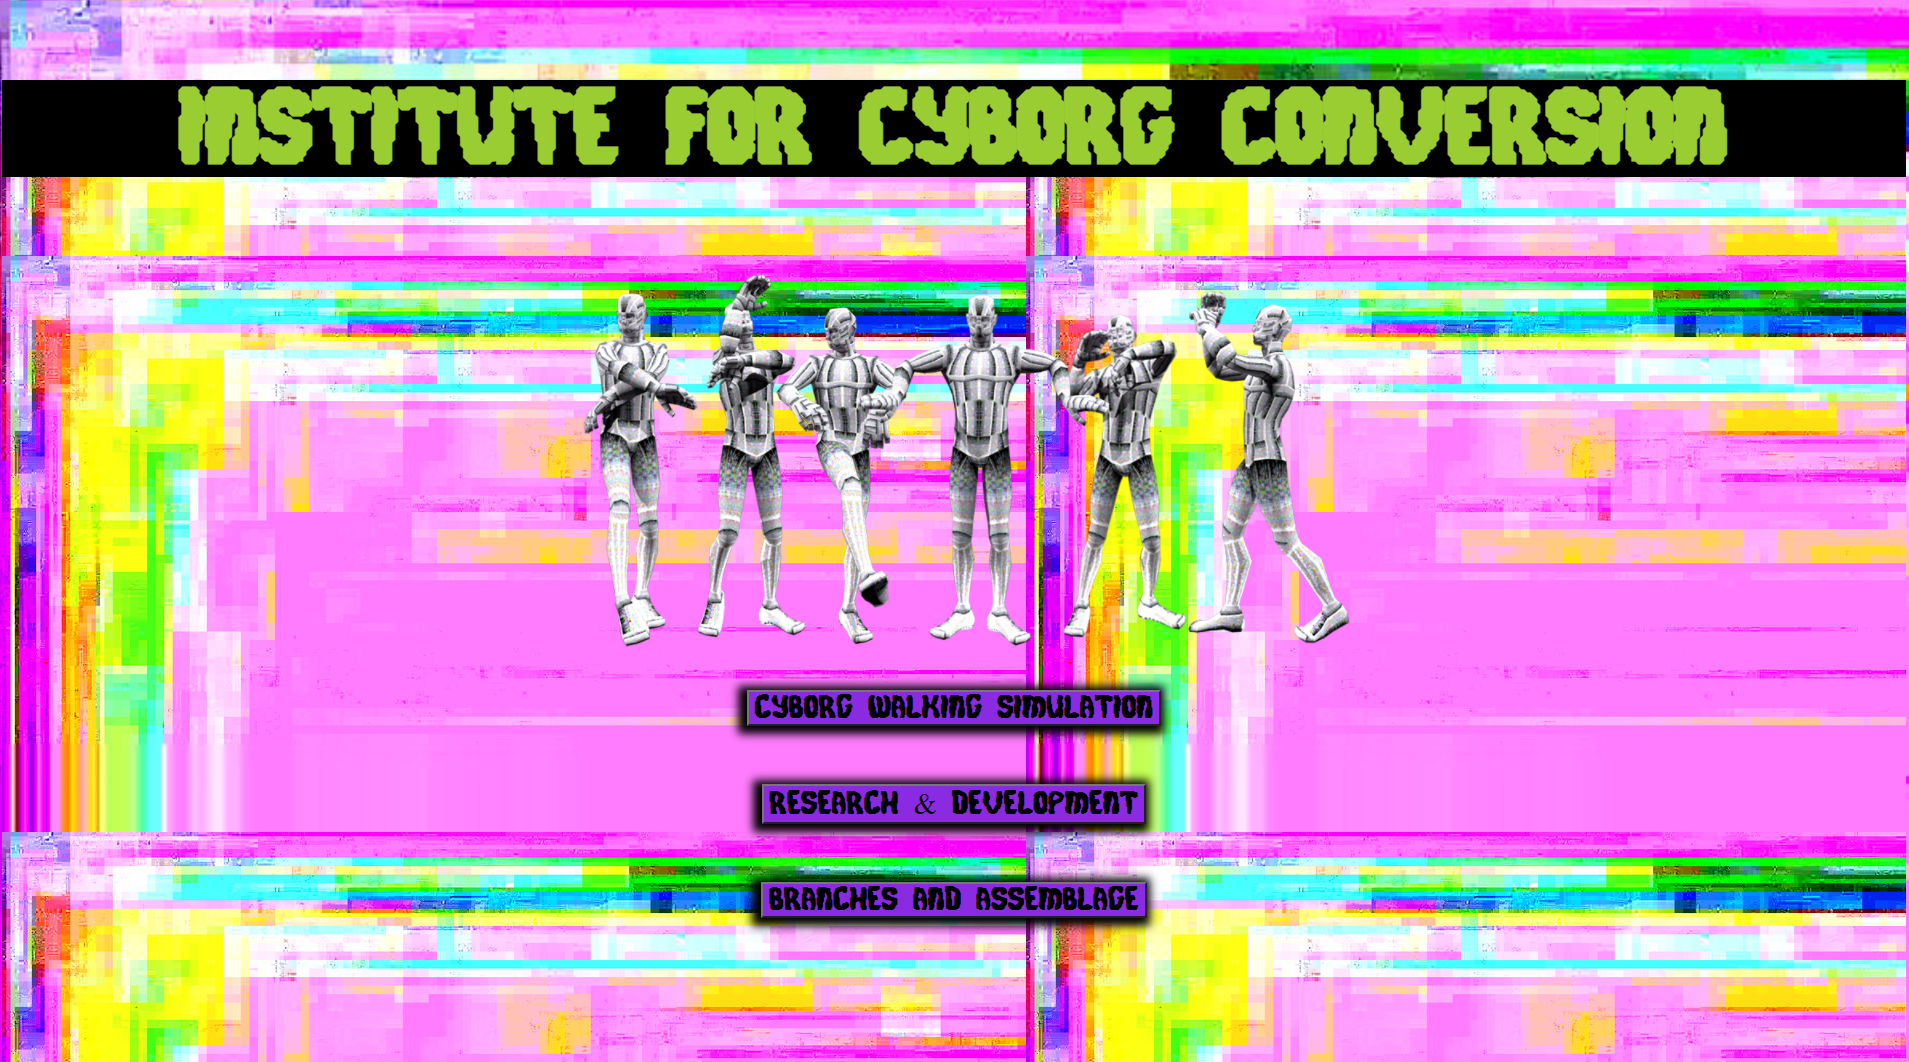 INSTITUTE FOR CYBORG CONVERSION
CYBORG WALKING SIMULATION
RESEARCH & DEVELOPMENT
BRANCHES AND ASSEMBLAGE